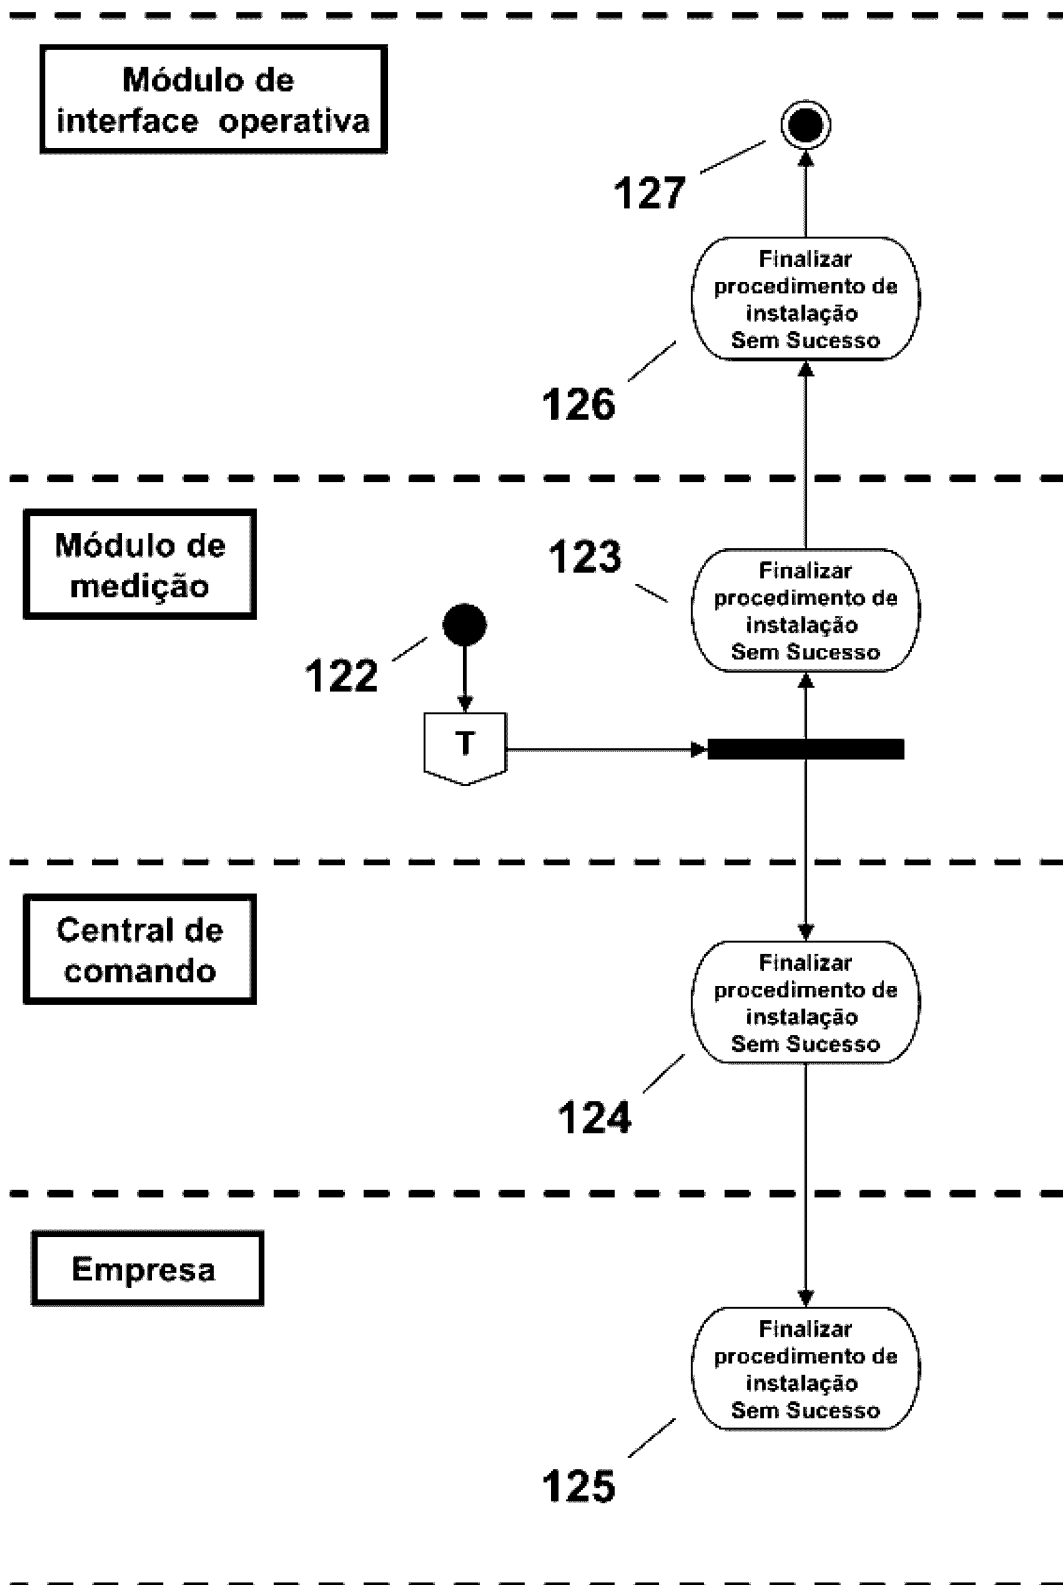 Módulo de
interface operativa
127
Finalizar
procedimento de
instalação
Sem Sucesso
126
Módulo de
medição
123
Finalizar
procedimento de
instalação
Sem Sucesso
122
T
Central de
comando
Finalizar
procedimento de
instalação
Sem Sucesso
124
Empresa
Finalizar
procedimento de
instalação
Sem Sucesso
125